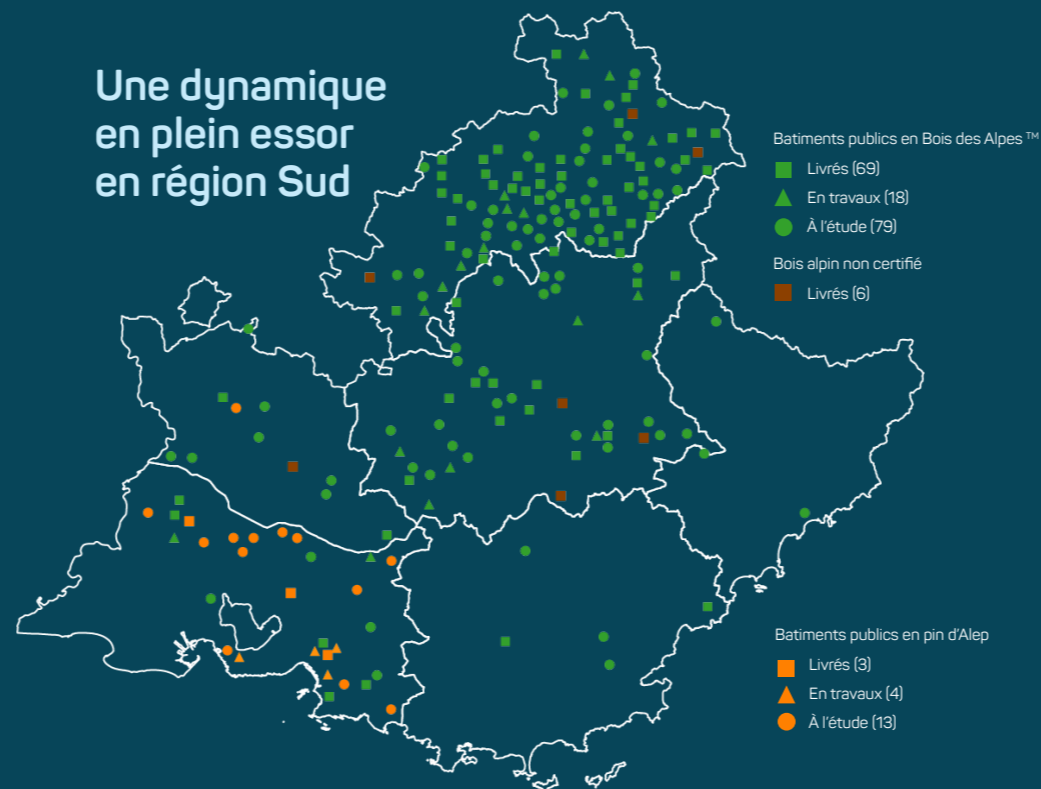 Une dynamique
en plein essor
en région Sud
Batiments publics en Bois des Alpes ™
Livrés (69)
En travaux (18)
À l'étude (79)
Bois alpin non certifié
Livrés (6)
Batiments publics en pin d'Alep
Livrés (3)
En travaux (4)
À l'étude (13)